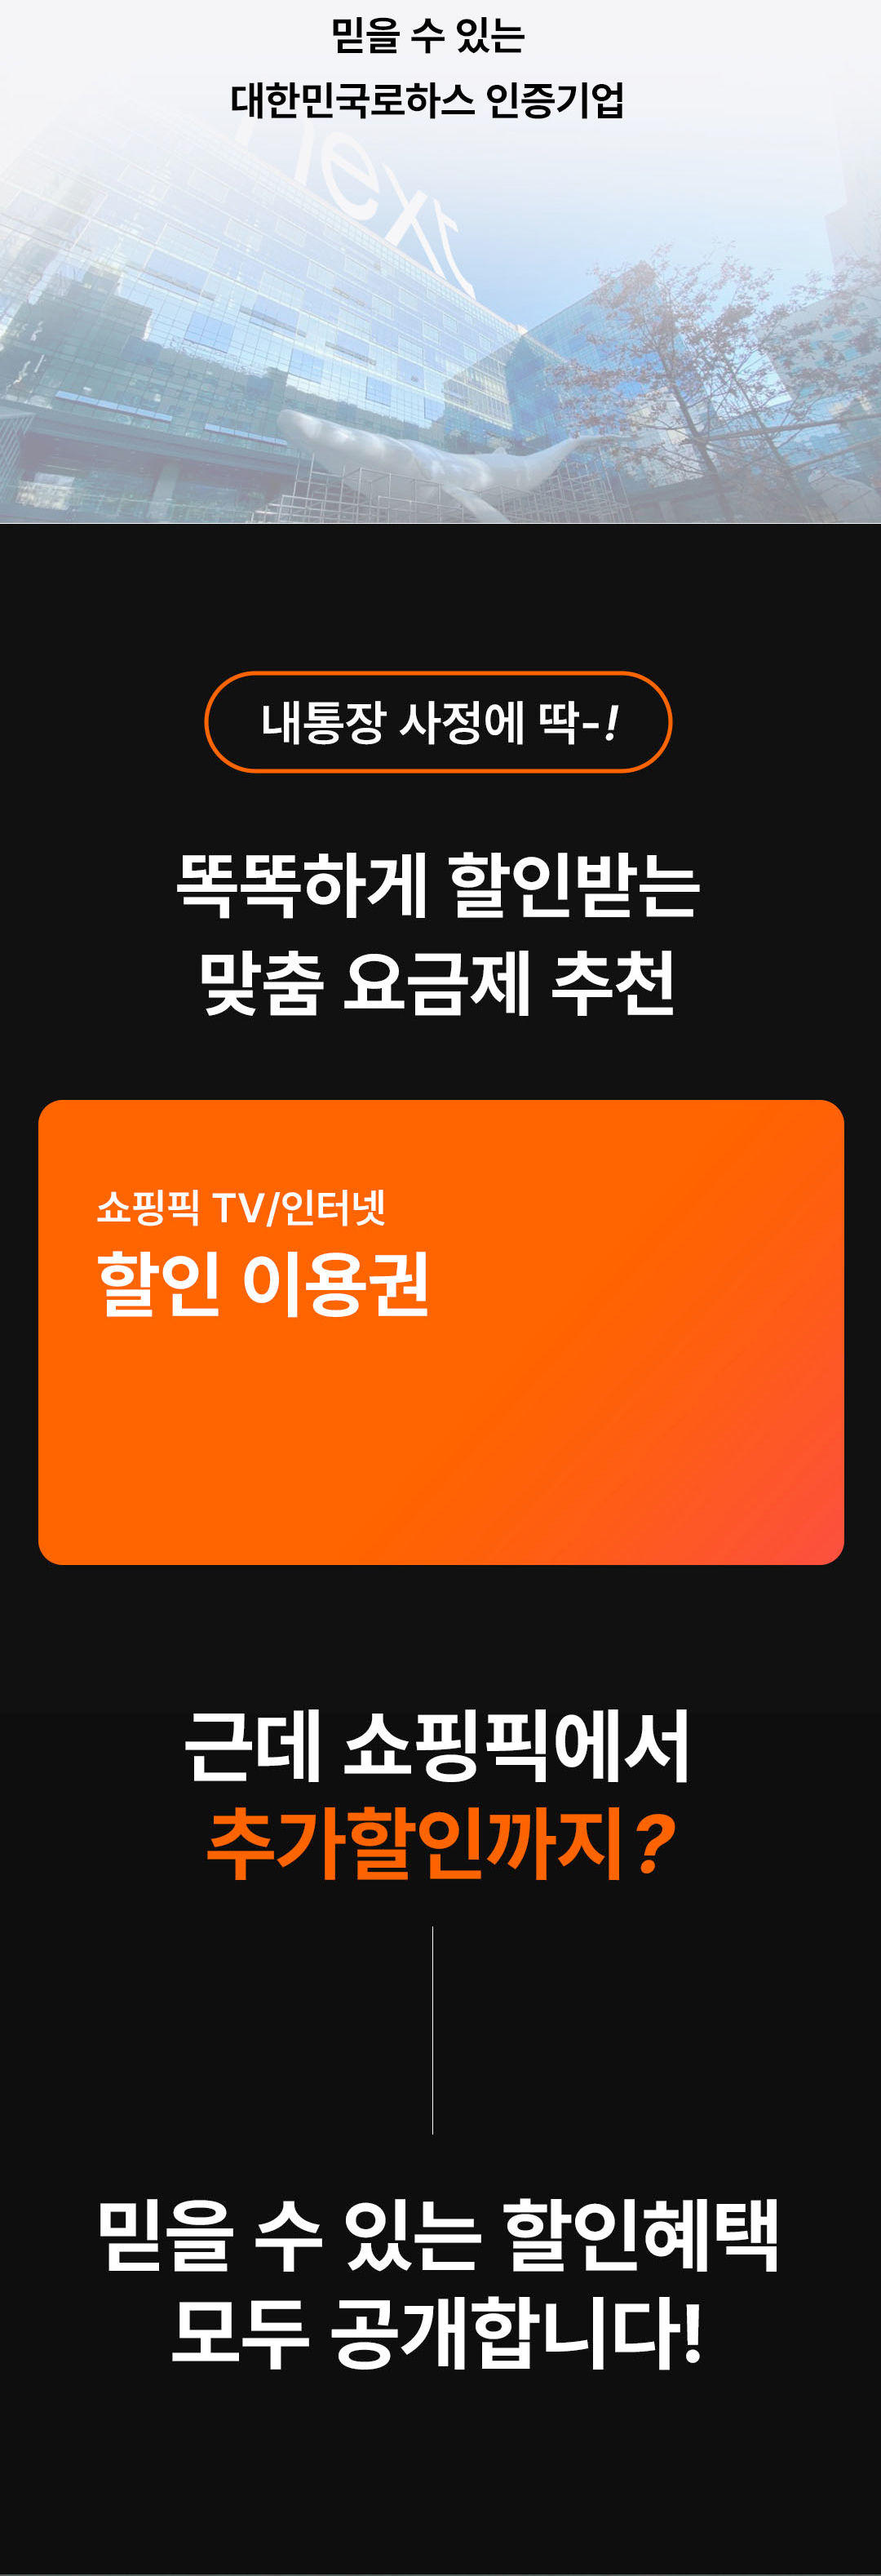 믿을 수 있는
대한민국로하스 인증기업
next
내통장 사정에 딱-!
똑똑하게 할인받는
맞춤 요금제 추천
쇼핑픽 TV/인터넷
할인 이용권
근데 쇼핑픽에서
추가할인까지?
믿을 수 있는 할인혜택
모두 공개합니다!